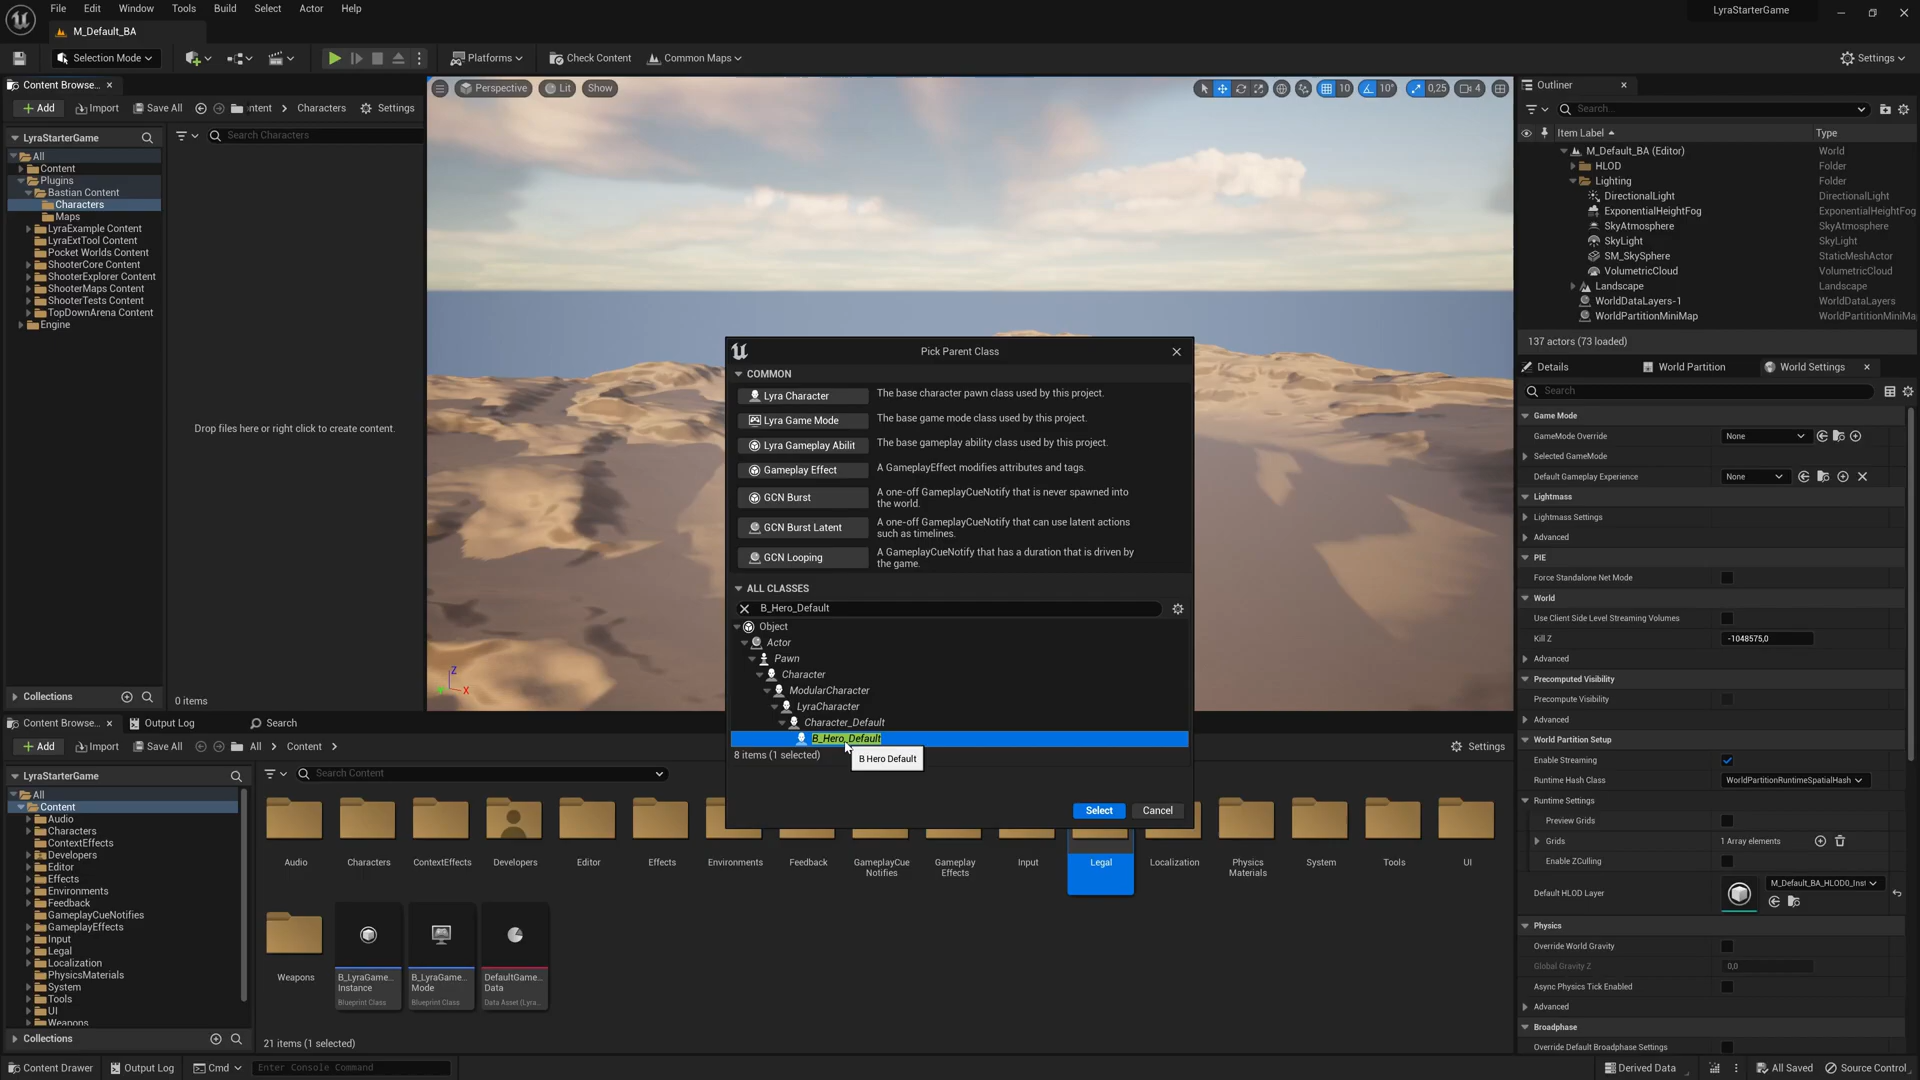 File Edit Window Tools Build Select Actor Help
LyraStarterGame
M_Default_BA
Selection Mode
Platforms
Check Content
Common Maps
Settings
Content Browse...
Add Import Save All
ntent > Characters
Settings
LyraStarterGame
Search Characters
All
Content
Plugins
Bastian Content
Characters
Maps
LyraExample Content
LyraExtTool Content
Pocket Worlds Content
ShooterCore Content
ShooterExplorer Content
ShooterMaps Content
ShooterTests Content
TopDownArena Content
Engine
Drop files here or right click to create content.
Collections
0 items
Perspective Lit Show
10 10° 0,25 4
Z
X
Pick Parent Class
COMMON
Lyra Character
The base character pawn class used by this project.
Lyra Game Mode
The base game mode class used by this project.
Lyra Gameplay Abilit
The base gameplay ability class used by this project.
Gameplay Effect
A GameplayEffect modifies attributes and tags.
GCN Burst
A one-off GameplayCueNotify that is never spawned into
the world.
GCN Burst Latent
A one-off GameplayCueNotify that can use latent actions
such as timelines.
GCN Looping
A GameplayCueNotify that has a duration that is driven by
the game.
ALL CLASSES
B_Hero_Default
Object
Actor
Pawn
Character
ModularCharacter
LyraCharacter
Character_Default
B_Hero_Default
8 items (1 selected)
B Hero Default
Select Cancel
Outliner
Search...
Item Label Type
M_Default_BA (Editor) World
HLOD Folder
Lighting Folder
DirectionalLight DirectionalLight
ExponentialHeightFog ExponentialHeightFog
SkyAtmosphere SkyAtmosphere
SkyLight SkyLight
SM_SkySphere StaticMeshActor
VolumetricCloud VolumetricCloud
Landscape Landscape
WorldDataLayers-1 WorldDataLayers
WorldPartitionMiniMap WorldPartitionMiniMa
137 actors (73 loaded)
Details World Partition World Settings
Search
Game Mode
GameMode Override None
Selected GameMode
Default Gameplay Experience None
Lightmass
Lightmass Settings
Advanced
PIE
Force Standalone Net Mode
World
Use Client Side Level Streaming Volumes
Kill Z -1048575,0
Advanced
Precomputed Visibility
Precompute Visibility
Advanced
World Partition Setup
Enable Streaming
Runtime Hash Class WorldPartitionRuntimeSpatialHash
Runtime Settings
Preview Grids
Grids 1 Array elements
Enable ZCulling
Default HLOD Layer M_Default_BA_HLOD0_Inst
Physics
Override World Gravity
Global Gravity Z 0,0
Async Physics Tick Enabled
Advanced
Broadphase
Override Default Broadphase Settings
Content Browse... Output Log Search
Add Import Save All All > Content >
Settings
LyraStarterGame
Search Content
All
Content
Audio
Characters
ContextEffects
Developers
Editor
Effects
Environments
Feedback
GameplayCueNotifies
GameplayEffects
Input
Legal
Localization
PhysicsMaterials
System
Tools
UI
Weapons
Collections
Audio Characters ContextEffects Developers Editor Effects Environments Feedback GameplayCue Notifies Gameplay Effects Input Legal Localization Physics Materials System Tools UI
Weapons
B_LyraGame... Instance
Blueprint Class
B_LyraGame... Mode
Blueprint Class
DefaultGame... Data
Data Asset (Lyra...
21 items (1 selected)
Content Drawer Output Log Cmd Enter Console Command
Derived Data All Saved Source Control